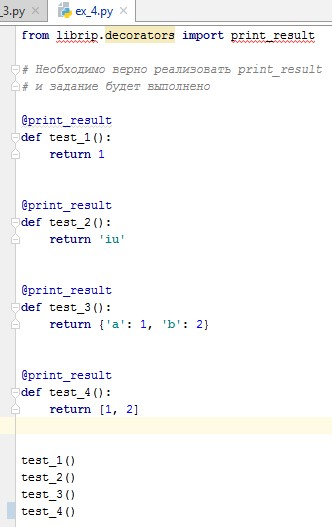 _3.py × ex_4.py ×
from librip.decorators import print_result
# Необходимо верно реализовать print_result
# и задание будет выполнено
@print_result
def test_1():
    return 1
@print_result
def test_2():
    return 'iu'
@print_result
def test_3():
    return {'a': 1, 'b': 2}
@print_result
def test_4():
    return [1, 2]
test_1()
test_2()
test_3()
test_4()